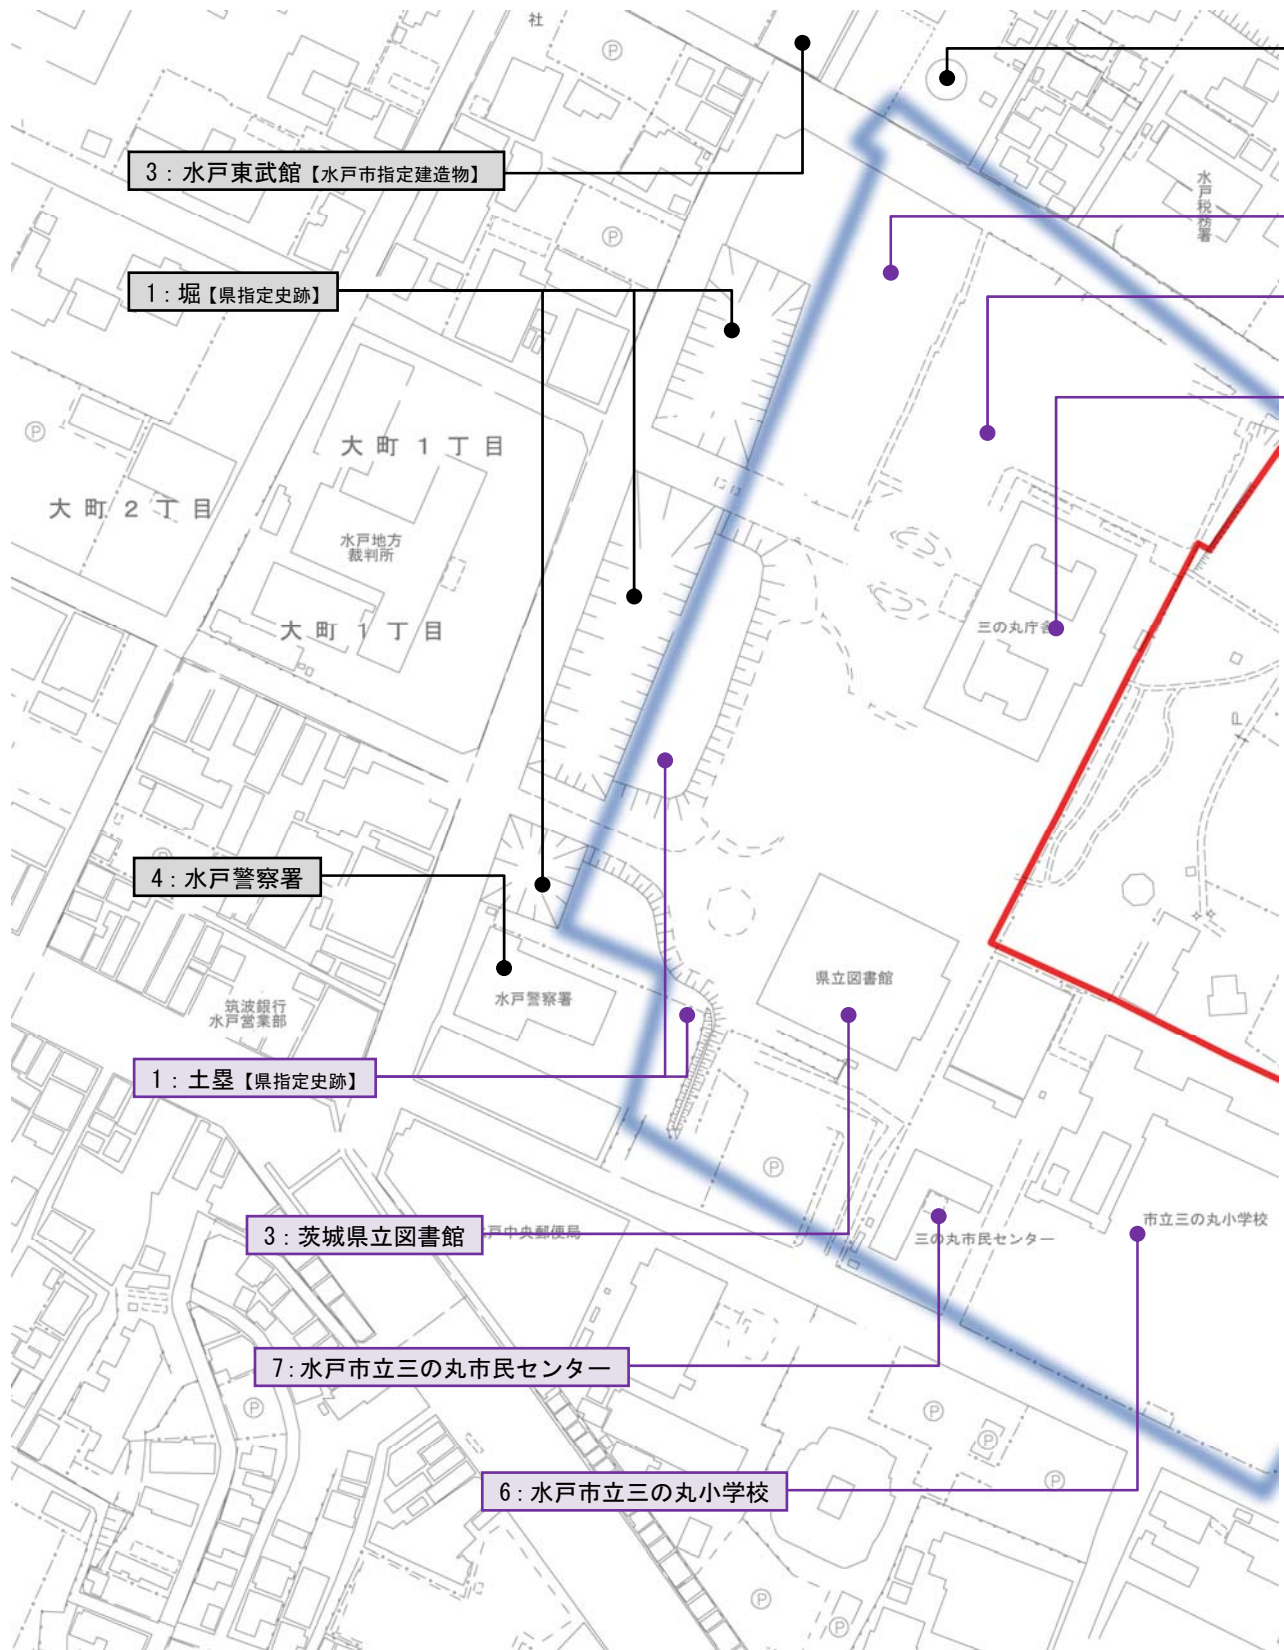 社
Ⓟ
3：水戸東武館【水戸市指定建造物】
水戸税務署
Ⓟ
1：堀【県指定史跡】
Ⓟ
大町1丁目
大町2丁目
水戸地方
裁判所
大町1丁目
三の丸庁舎
4：水戸警察署
県立図書館
水戸警察署
筑波銀行
水戸営業部
1：土塁【県指定史跡】
Ⓟ
市立三の丸小学校
3：茨城県立図書館
戸中央郵便局
三の丸市民センター
7：水戸市立三の丸市民センター
Ⓟ
Ⓟ
Ⓟ
Ⓟ
6：水戸市立三の丸小学校
Ⓟ
Ⓟ